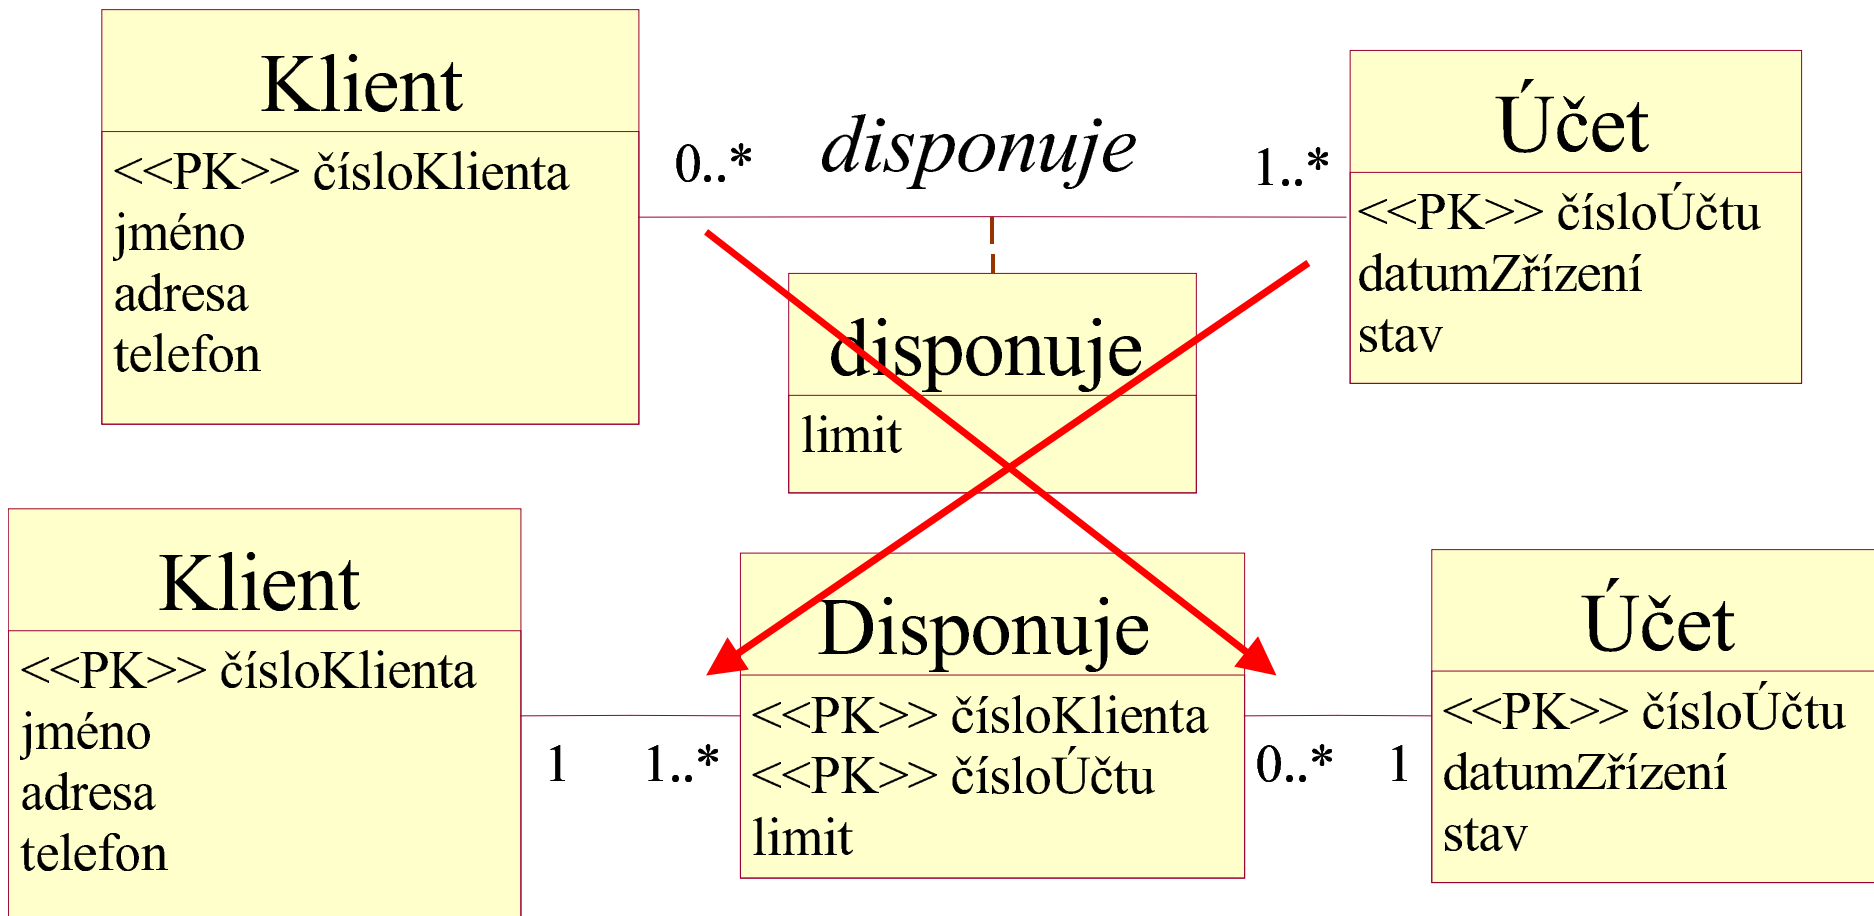 Klient
<<PK>> čísloKlienta
jméno
adresa
telefon
0..*
disponuje
1..*
Účet
<<PK>> čísloÚčtu
datumZřízení
stav
disponuje
limit
Klient
<<PK>> čísloKlienta
jméno
adresa
telefon
1
1..*
Disponuje
<<PK>> čísloKlienta
<<PK>> čísloÚčtu
limit
0..*
1
Účet
<<PK>> čísloÚčtu
datumZřízení
stav